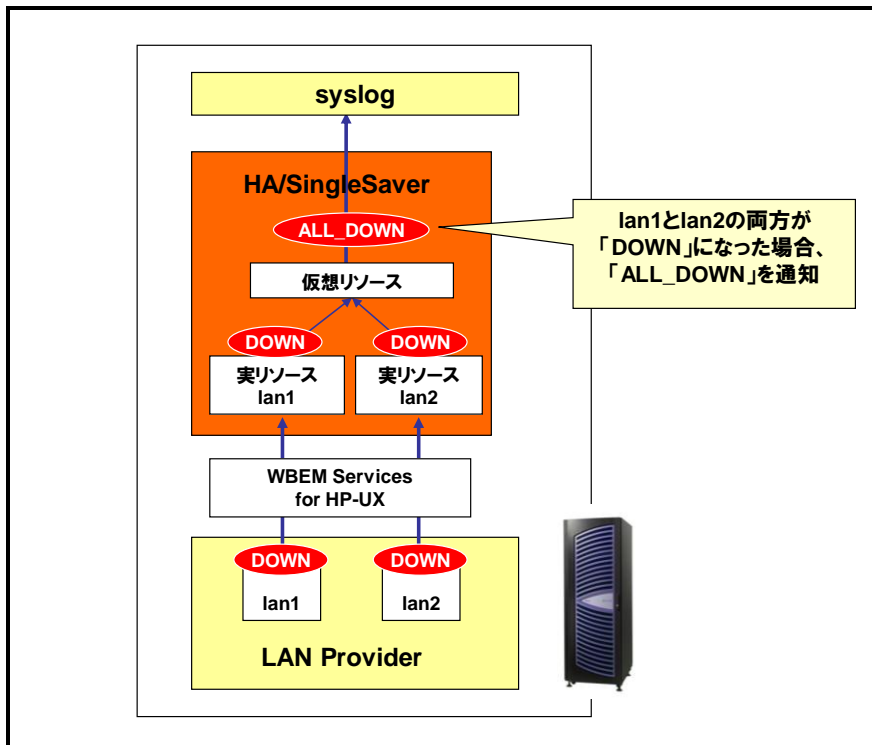 syslog
HA/SingleSaver
ALL_DOWN
lan1とlan2の両方が
「DOWN」になった場合、
「ALL_DOWN」を通知
仮想リソース
DOWN
DOWN
実リソース
lan1
実リソース
lan2
WBEM Services
for HP-UX
DOWN
DOWN
lan1
lan2
LAN Provider